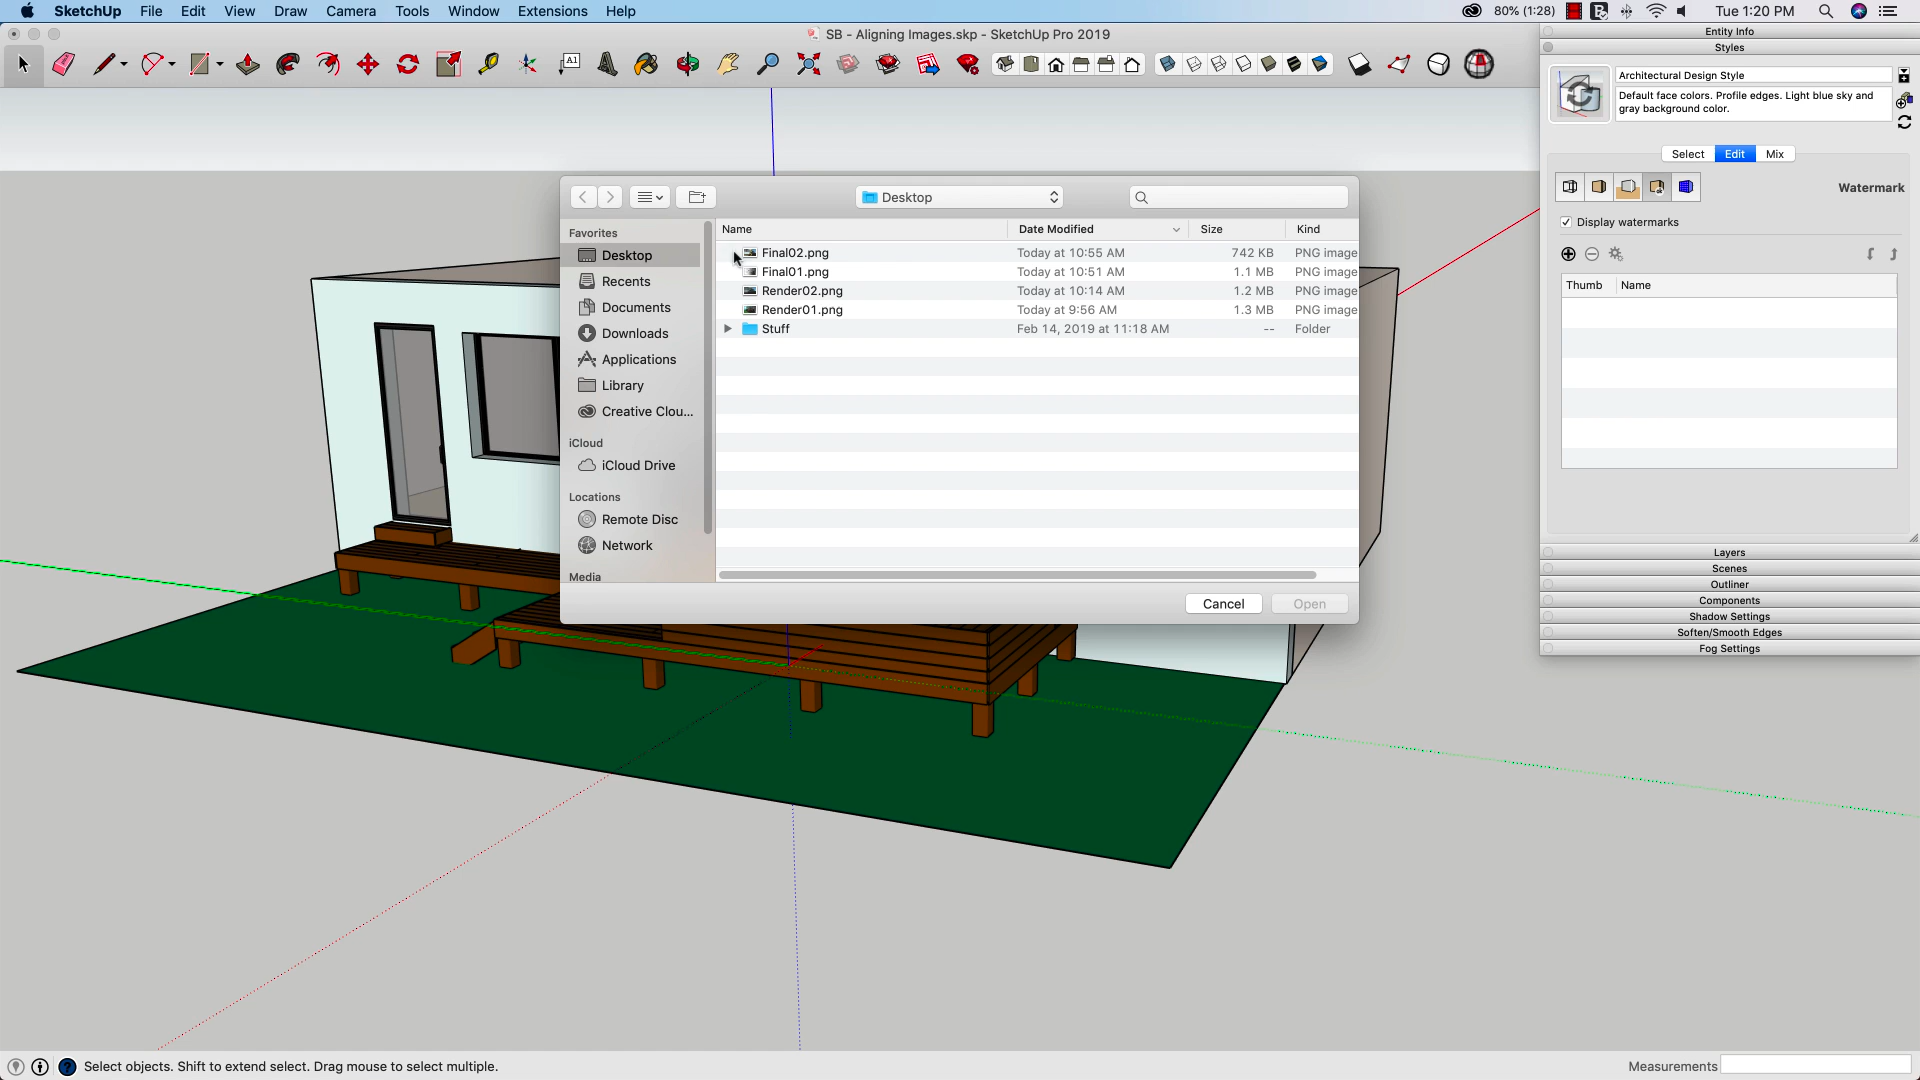 SketchUp File Edit View Draw Camera Tools Window Extensions Help 80% (1:28) Tue 1:20 PM
SB - Aligning Images.skp - SketchUp Pro 2019
A1
Entity Info
Styles
Architectural Design Style
Default face colors. Profile edges. Light blue sky and
gray background color.
Select Edit Mix
Watermark
Display watermarks
Thumb Name
Layers
Scenes
Outliner
Components
Shadow Settings
Soften/Smooth Edges
Fog Settings
Desktop
Favorites
Desktop
Recents
Documents
Downloads
Applications
Library
Creative Clou...
iCloud
iCloud Drive
Locations
Remote Disc
Network
Media
Name Date Modified Size Kind
Final02.png Today at 10:55 AM 742 KB PNG image
Final01.png Today at 10:51 AM 1.1 MB PNG image
Render02.png Today at 10:14 AM 1.2 MB PNG image
Render01.png Today at 9:56 AM 1.3 MB PNG image
Stuff Feb 14, 2019 at 11:18 AM -- Folder
Cancel Open
Select objects. Shift to extend select. Drag mouse to select multiple.
Measurements